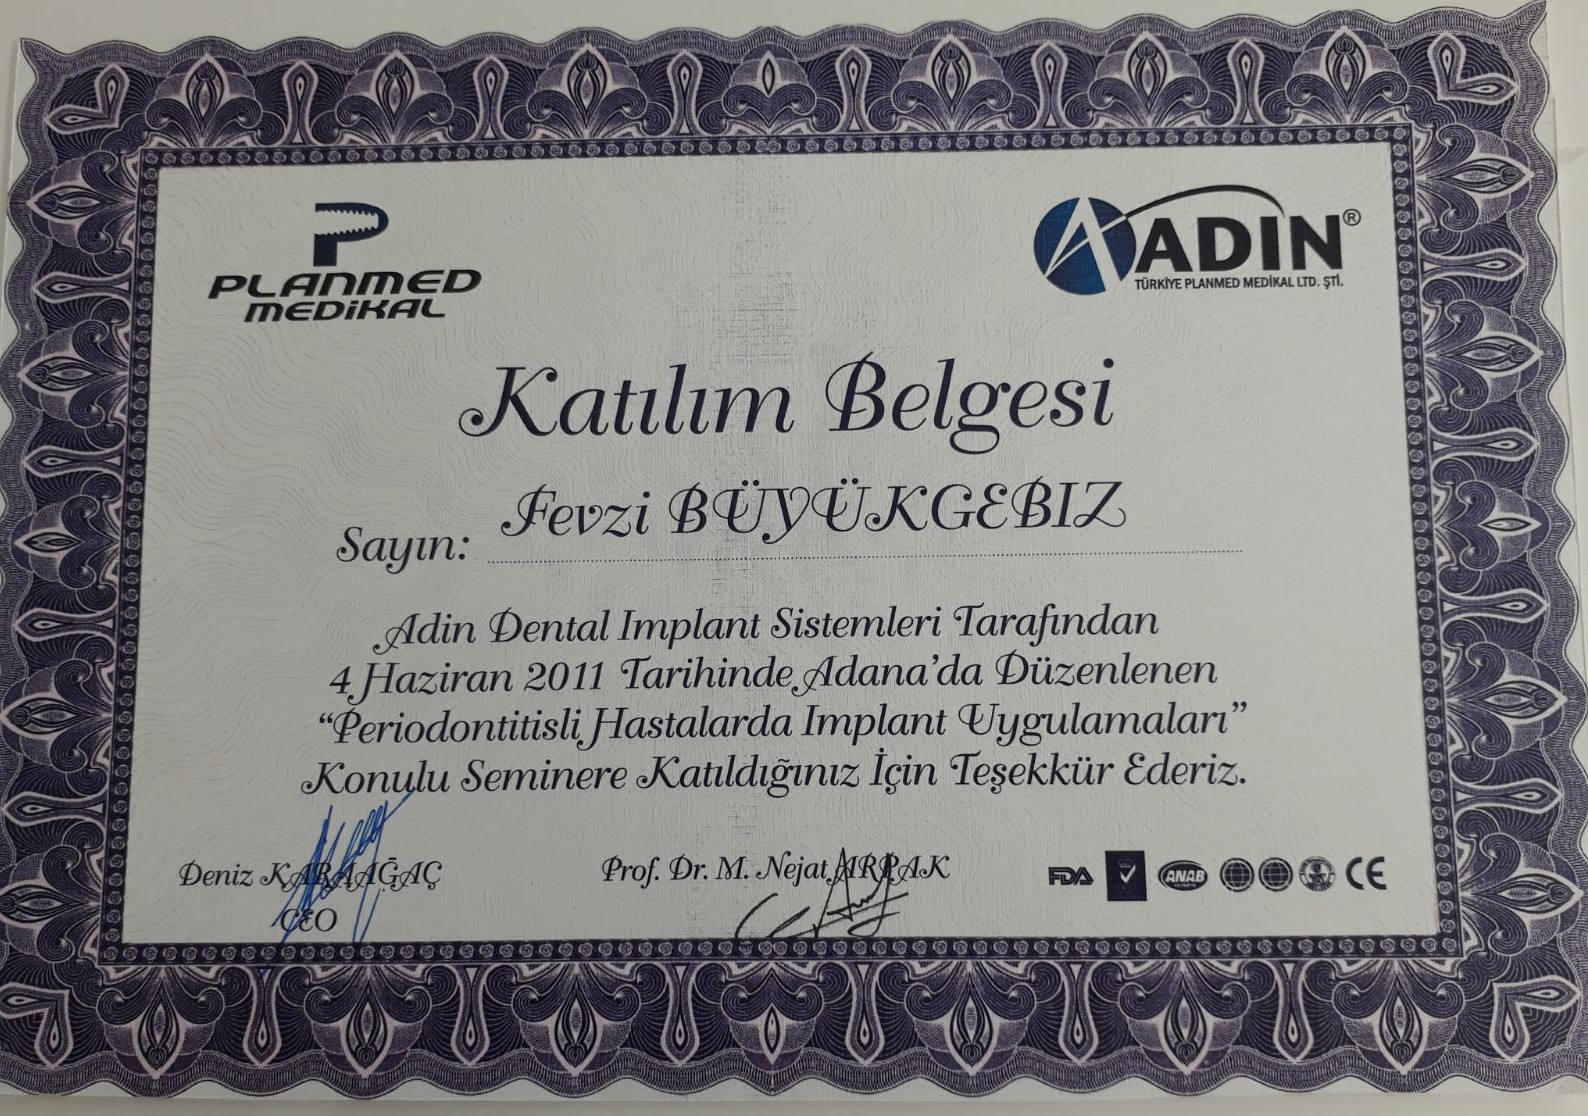 PLANMED
MEDİKAL
ADIN®
TÜRKİYE PLANMED MEDİKAL LTD. ŞTİ.
Katılım Belgesi
Sayın: Fevzi BÜYÜKGEBIZ
Adin Dental Implant Sistemleri Tarafından
4 Haziran 2011 Tarihinde Adana’da Düzenlenen
“Periodontitisli Hastalarda Implant Uygulamaları”
Konulu Seminere Katıldığınız İçin Teşekkür Ederiz.
Deniz KARAAĞAÇ
CEO
Prof. Dr. M. Nejat ARPAK
FDA ANAB CE